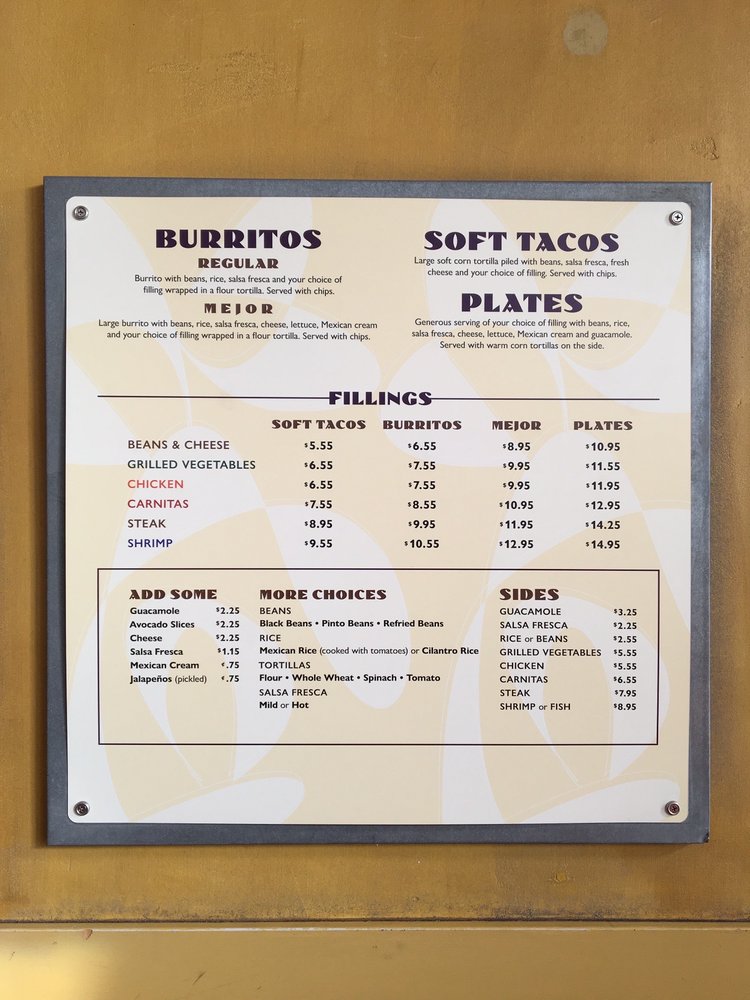 BURRITOS
REGULAR
Burrito with beans, rice, salsa fresca and your choice of
filling wrapped in a flour tortilla. Served with chips.
MEJOR
Large burrito with beans, rice, salsa fresca, cheese, lettuce, Mexican cream
and your choice of filling wrapped in a flour tortilla. Served with chips.
SOFT TACOS
Large soft corn tortilla piled with beans, salsa fresca, fresh
cheese and your choice of filling. Served with chips.
PLATES
Generous serving of your choice of filling with beans, rice,
salsa fresca, cheese, lettuce, Mexican cream and guacamole.
Served with warm corn tortillas on the side.
FILLINGS
SOFT TACOS BURRITOS MEJOR PLATES
BEANS & CHEESE $5.55 $6.55 $8.95 $10.95
GRILLED VEGETABLES $6.55 $7.55 $9.95 $11.55
CHICKEN $6.55 $7.55 $9.95 $11.95
CARNITAS $7.55 $8.55 $10.95 $12.95
STEAK $8.95 $9.95 $11.95 $14.25
SHRIMP $9.55 $10.55 $12.95 $14.95
ADD SOME
Guacamole $2.25
Avocado Slices $2.25
Cheese $2.25
Salsa Fresca $1.15
Mexican Cream ¢.75
Jalapeños (pickled) ¢.75
MORE CHOICES
BEANS
Black Beans • Pinto Beans • Refried Beans
RICE
Mexican Rice (cooked with tomatoes) or Cilantro Rice
TORTILLAS
Flour • Whole Wheat • Spinach • Tomato
SALSA FRESCA
Mild or Hot
SIDES
GUACAMOLE $3.25
SALSA FRESCA $2.25
RICE or BEANS $2.55
GRILLED VEGETABLES $5.55
CHICKEN $5.55
CARNITAS $6.55
STEAK $7.95
SHRIMP or FISH $8.95